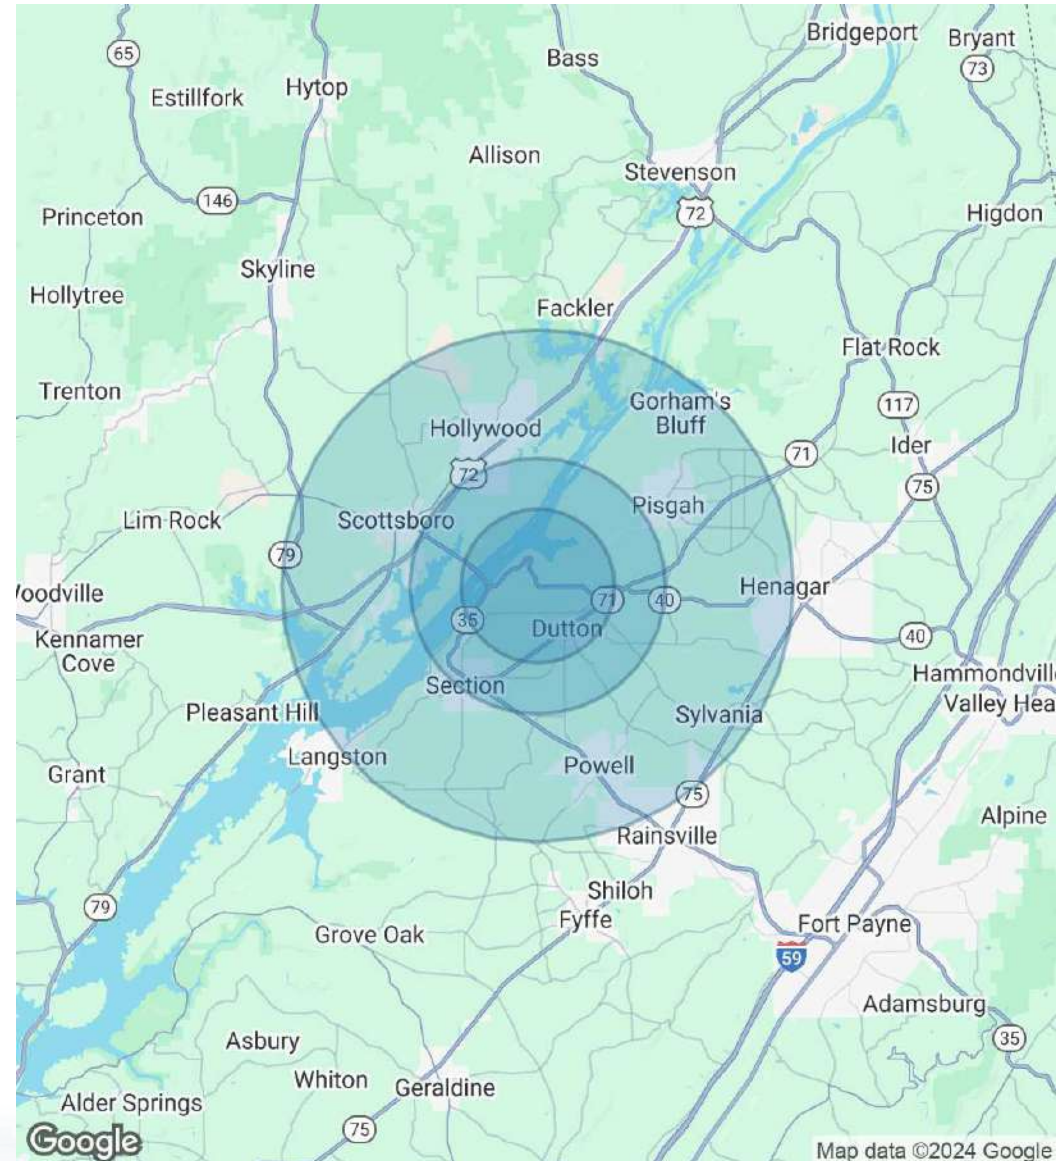 Bridgeport
Bryant
65
Bass
73
Hytop
Estillfork
Allison
Stevenson
146
72
Princeton
Higdon
Skyline
Hollytree
Fackler
Flat Rock
Trenton
Gorham's
Bluff
117
Hollywood
Ider
71
72
75
Pisgah
Lim Rock
Scottsboro
79
Henagar
71
40
35
Dutton
40
Kennamer
Cove
Hammondville
Section
Valley Hea
Pleasant Hill
Sylvania
Langston
Powell
Grant
75
Alpine
Rainsville
Shiloh
79
Fyffe
Fort Payne
Grove Oak
59
Adamsburg
35
Asbury
Whiton
Geraldine
Alder Springs
75
Google
Map data ©2024 Google